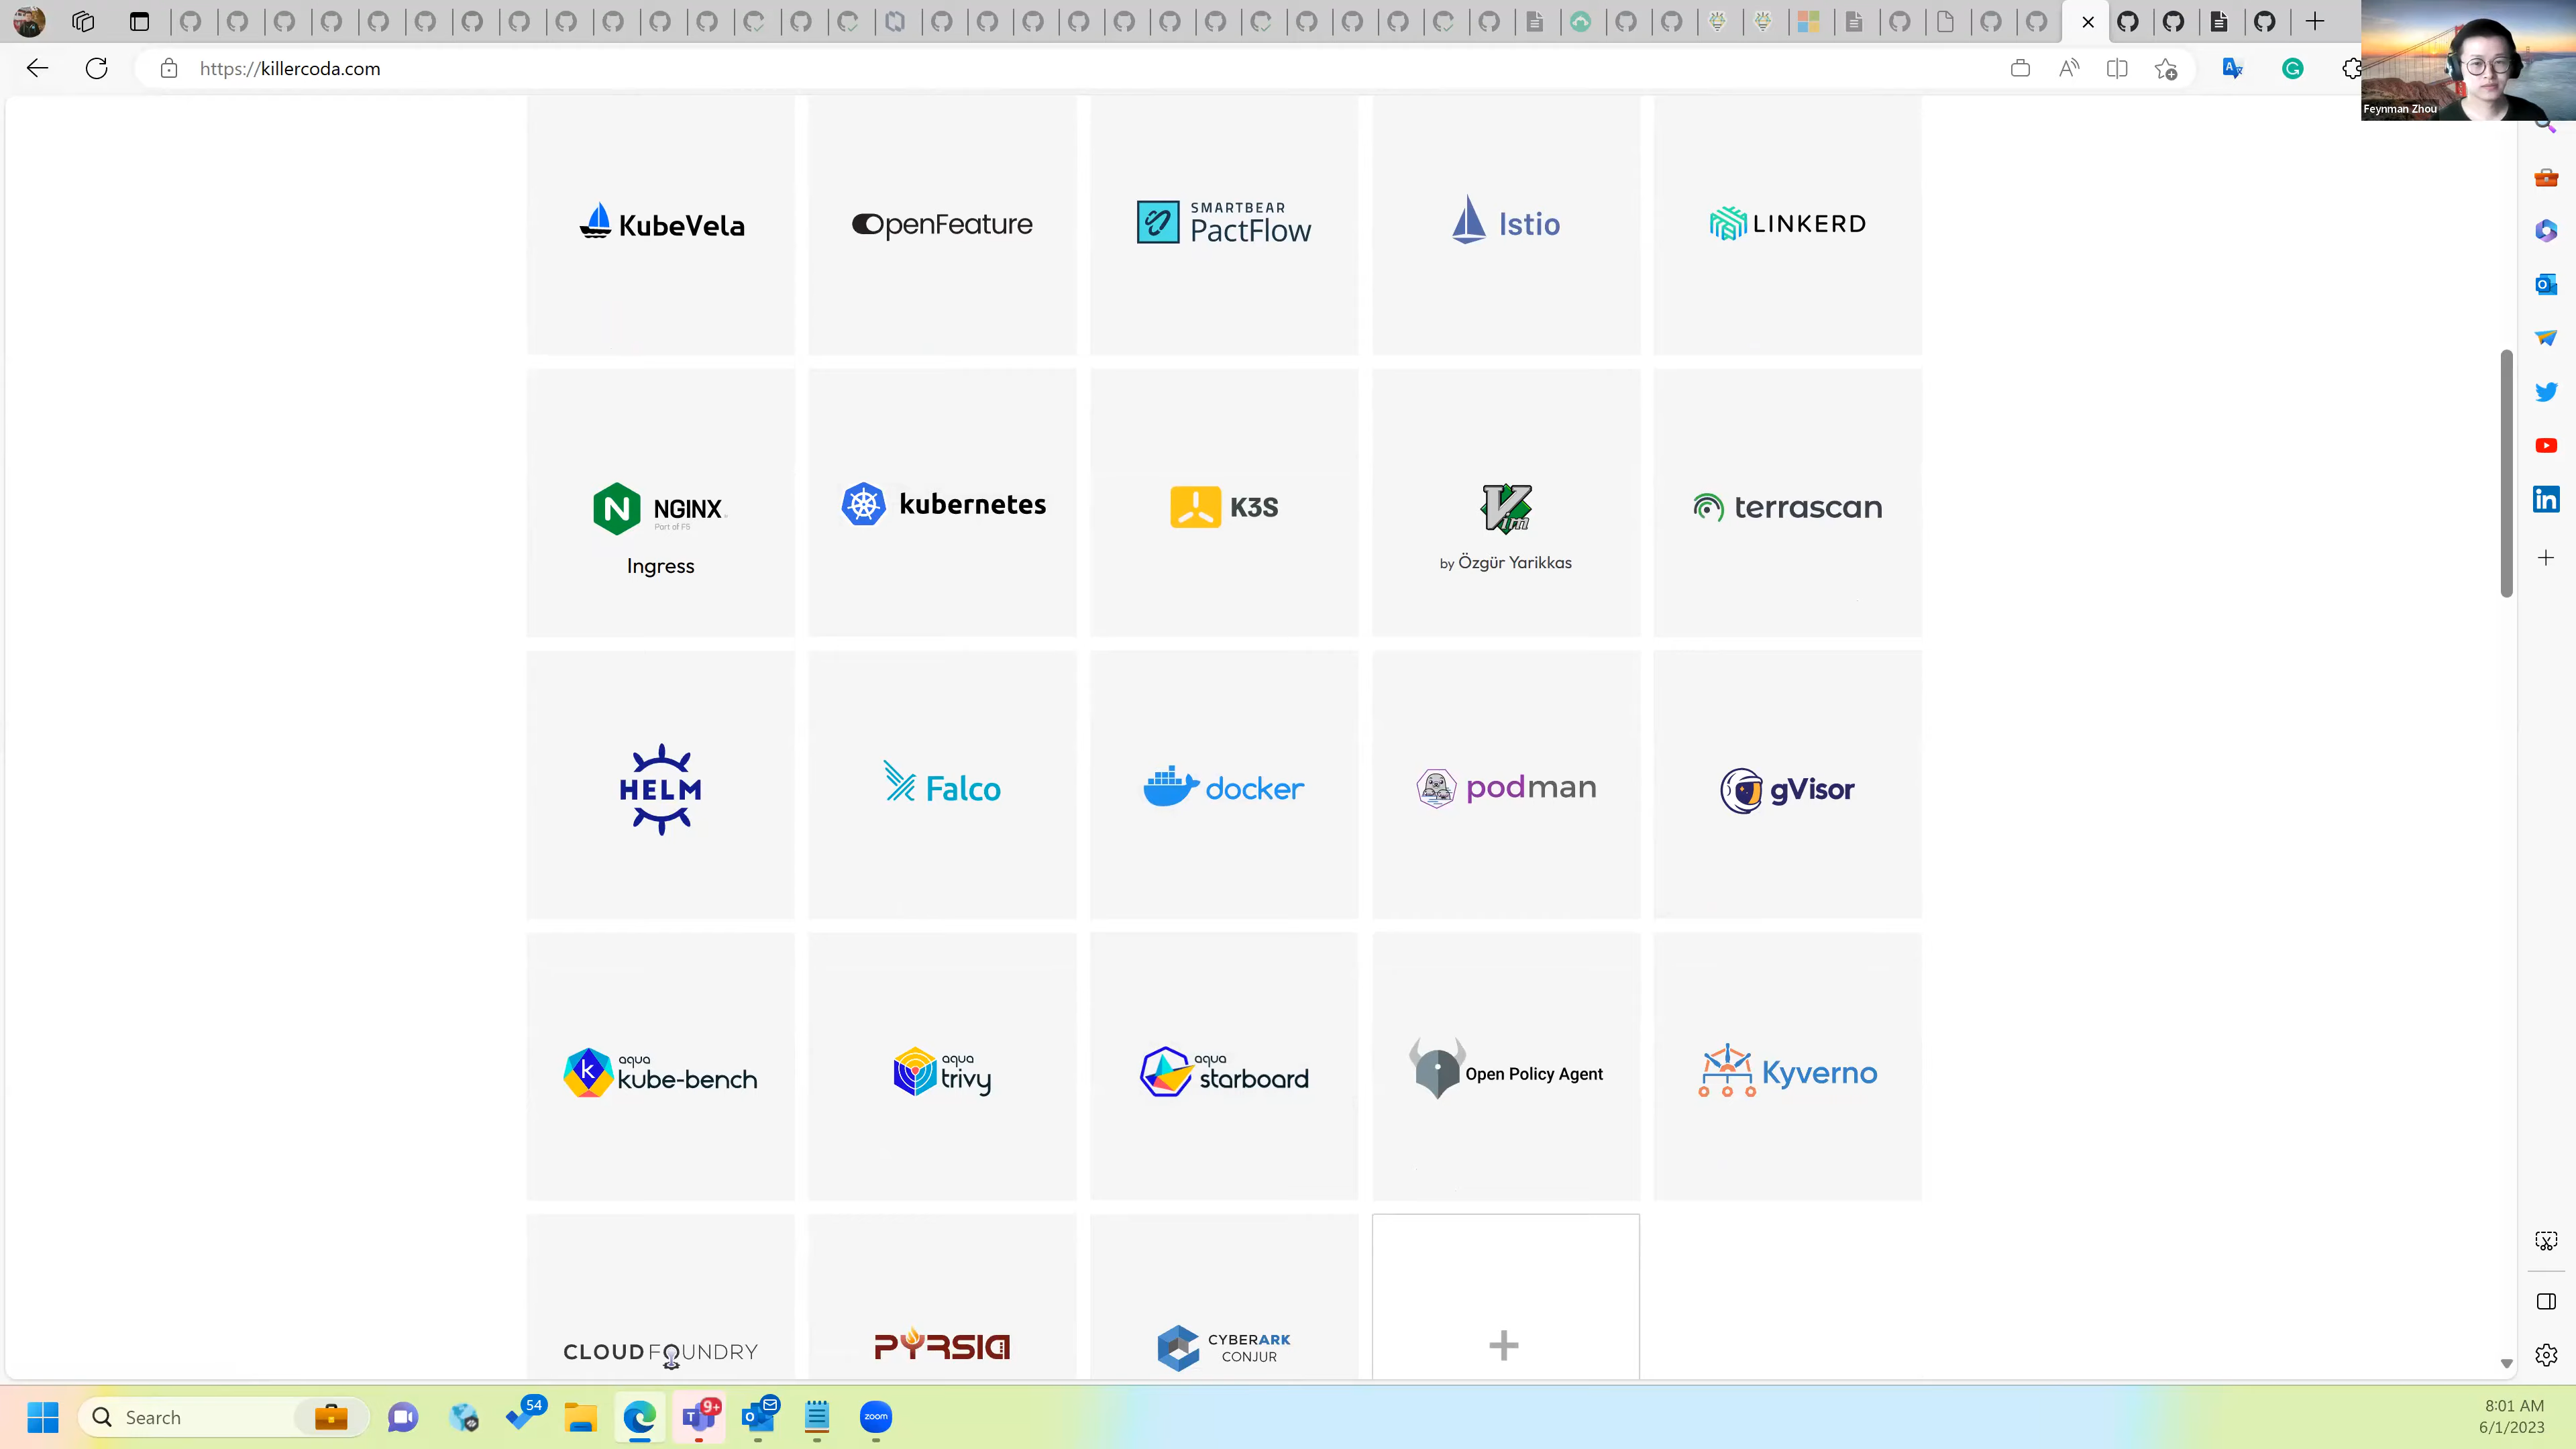 https://killercoda.com
Feynman Zhou
KubeVela
OpenFeature
SMARTBEAR
PactFlow
Istio
LINKERD
NGINX
Part of F5
Ingress
kubernetes
K3S
Vim
by Özgür Yarikkas
terrascan
HELM
Falco
docker
podman
gVisor
aqua
kube-bench
aqua
trivy
aqua
starboard
Open Policy Agent
Kyverno
CLOUD FOUNDRY
PYRSIA
CYBERARK
CONJUR
Search
54
9+
zoom
8:01 AM
6/1/2023